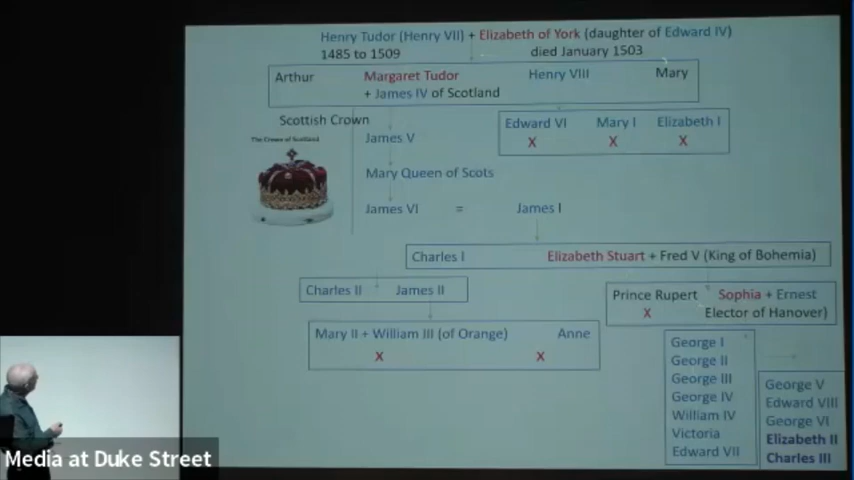 Henry Tudor (Henry VII) + Elizabeth of York (daughter of Edward IV)
1485 to 1509 died January 1503
Arthur Margaret Tudor Henry VIII Mary
+ James IV of Scotland
Scottish Crown
The Crown of Scotland
Edward VI Mary I Elizabeth I
X X X
James V
Mary Queen of Scots
James VI = James I
Charles I Elizabeth Stuart + Fred V (King of Bohemia)
Charles II James II
Prince Rupert Sophia + Ernest
X Elector of Hanover)
Mary II + William III (of Orange) Anne
X X
George I
George II
George III
George IV
William IV
Victoria
Edward VII
George V
Edward VIII
George VI
Elizabeth II
Charles III
Media at Duke Street